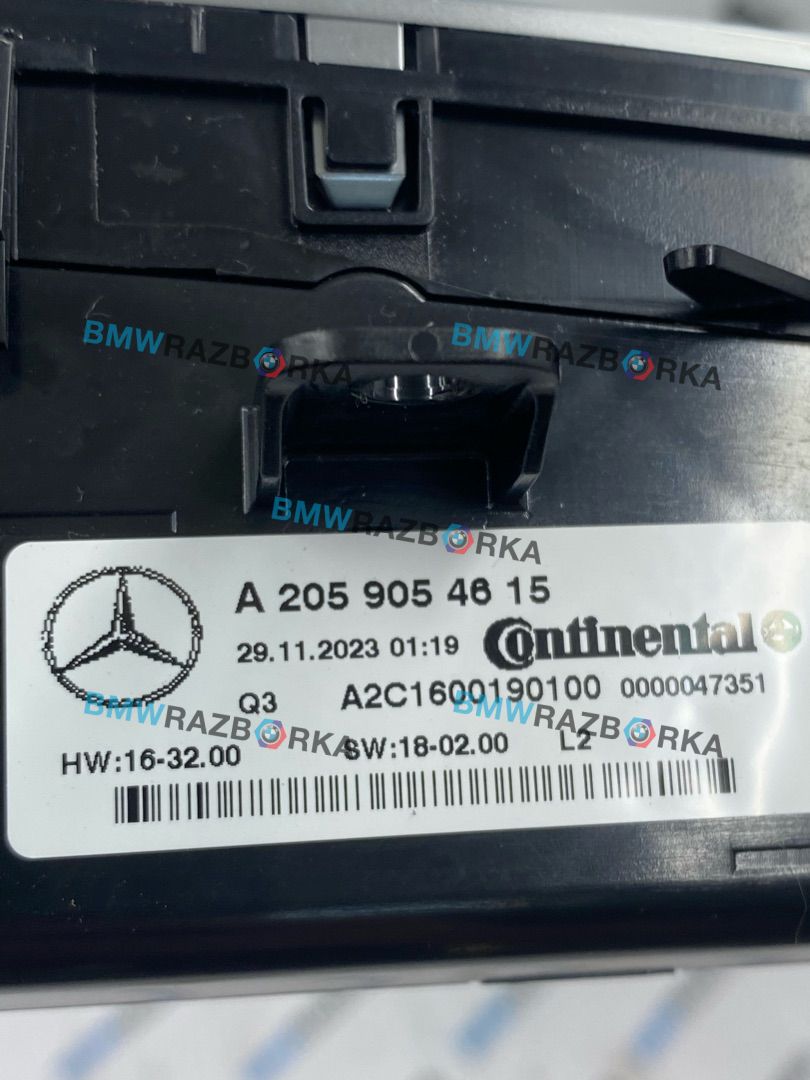 BMWRAZBORKA
BMWRAZBORKA
BMWRAZBORKA
A 205 905 46 15
29.11.2023 01:19 Continental
Q3 A2C1600190100 0000047351
BMWRAZBORKA
BMWRAZBORKA
HW:16-32.00 SW:18-02.00 L2